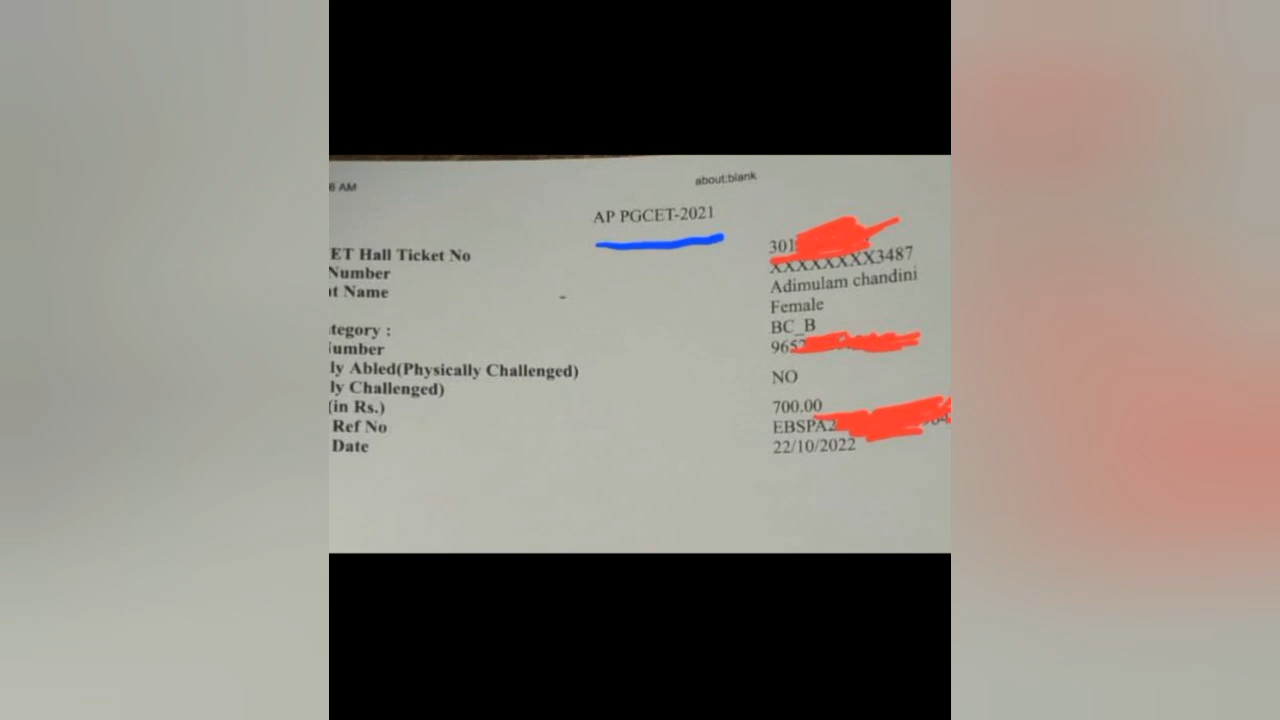 6 AM
about:blank
AP PGCET-2021
ET Hall Ticket No 301
Number XXXXXXXX3487
t Name Adimulam chandini
Female
tegory : BC_B
umber 965
ly Abled(Physically Challenged) NO
ly Challenged)
(in Rs.) 700.00
Ref No EBSPA2
Date 22/10/2022